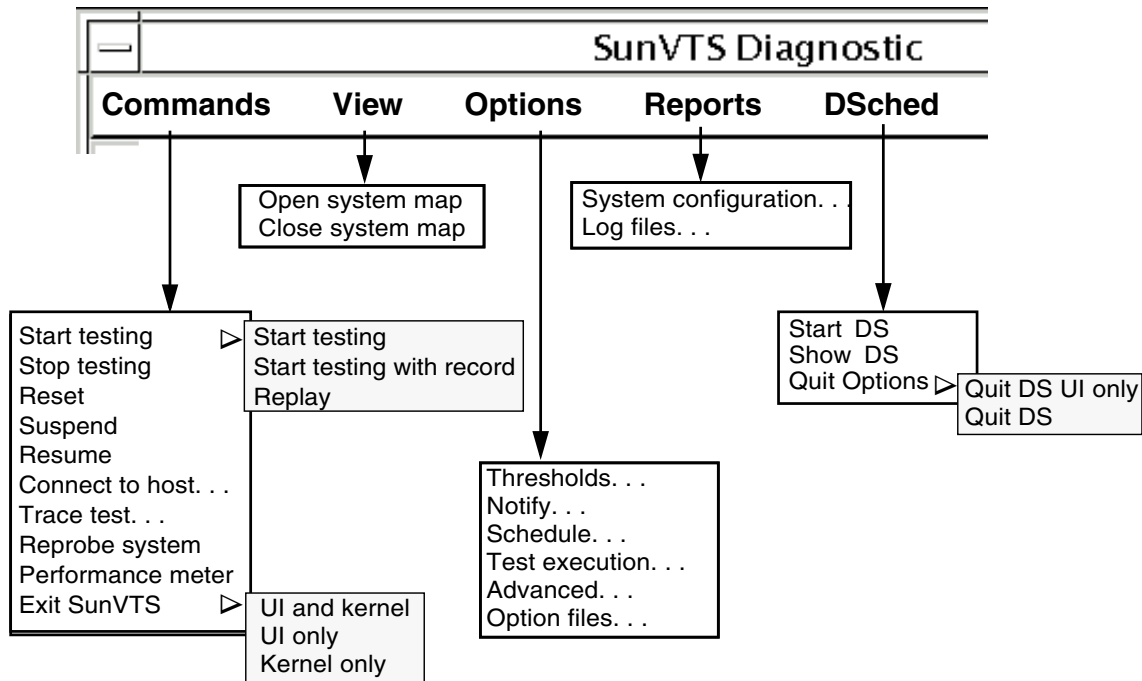 SunVTS Diagnostic
Commands View Options Reports DSched
Open system map
Close system map
System configuration. . .
Log files. . .
Start testing
Stop testing
Reset
Suspend
Resume
Connect to host. . .
Trace test. . .
Reprobe system
Performance meter
Exit SunVTS
Start testing
Start testing with record
Replay
UI and kernel
UI only
Kernel only
Thresholds. . .
Notify. . .
Schedule. . .
Test execution. . .
Advanced. . .
Option files. . .
Start DS
Show DS
Quit Options
Quit DS UI only
Quit DS